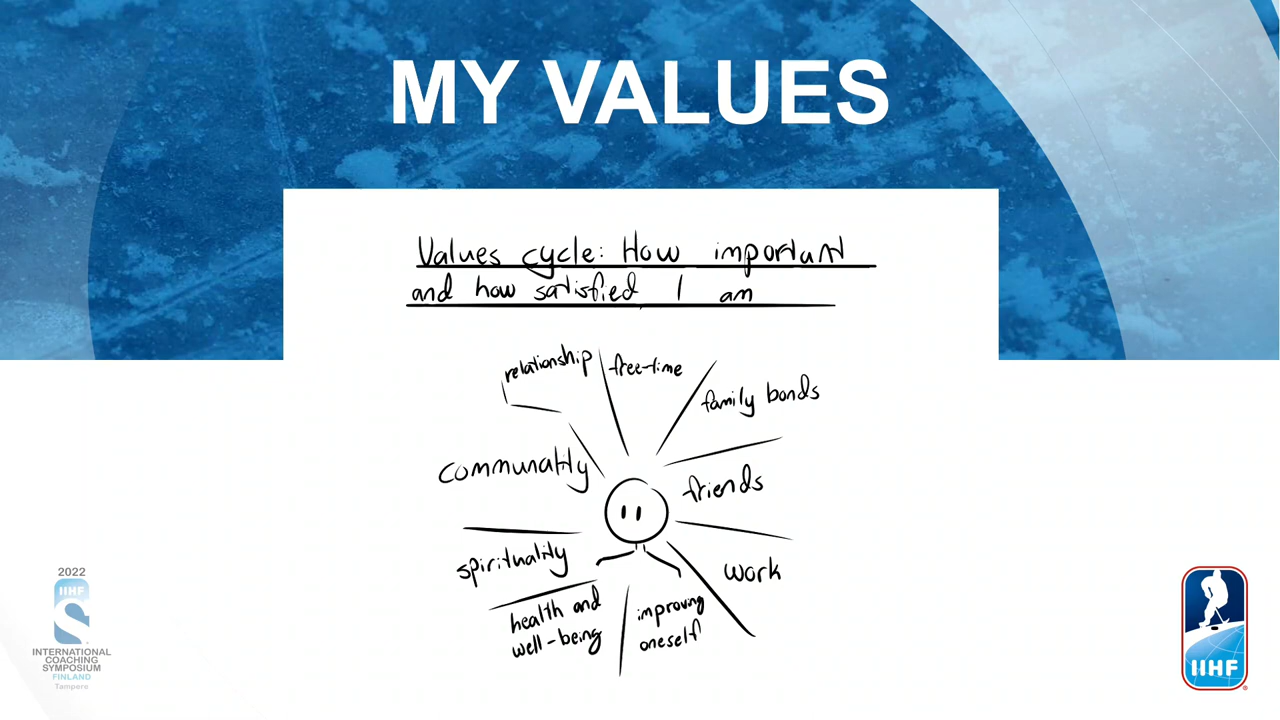 MY VALUES
Values cycle: How important
and how satisfied I am
relationship
free-time
family bonds
communality
friends
spirituality
work
health and
well-being
improving
oneself
2022
IIHF
S
INTERNATIONAL
COACHING
SYMPOSIUM
FINLAND
Tampere
IIHF